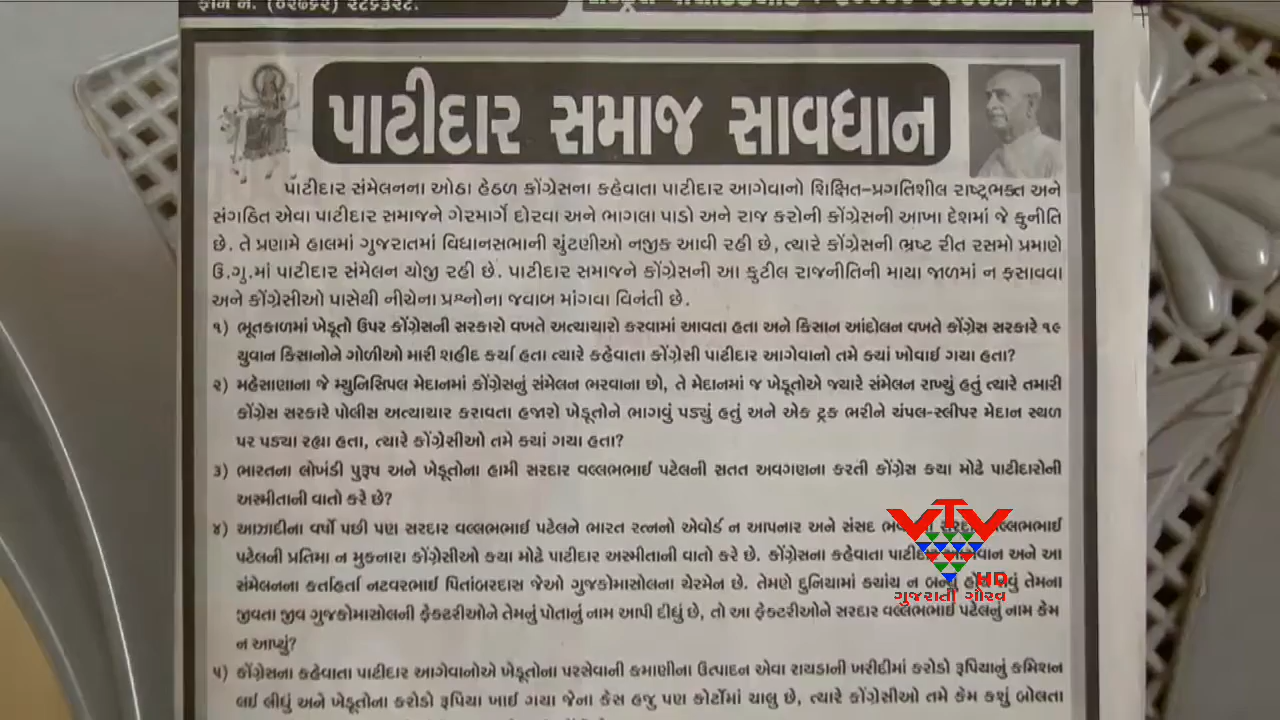 ફોન નં. (૦૨૭૬૨)
પાટીદાર સમાજ સાવધાન
પાટીદાર સંમેલનના ઓઠા હેઠળ કોંગ્રેસના કહેવાતા પાટીદાર આગેવાનો શિક્ષિત-પ્રગતિશીલ રાષ્ટ્રભક્ત અને
સંગઠિત એવા પાટીદાર સમાજને ગેરમાર્ગે દોરવા અને ભાગલા પાડો અને રાજ કરોની કોંગ્રેસની આખા દેશમાં જે કુનીતિ
છે. તે પ્રણામે હાલમાં ગુજરાતમાં વિધાનસભાની ચુંટણીઓ નજીક આવી રહી છે, ત્યારે કોંગ્રેસની ભ્રષ્ટ રીત રસમો પ્રમાણે
ઉ.ગુ.માં પાટીદાર સંમેલન યોજી રહી છે. પાટીદાર સમાજને કોંગ્રેસની આ કુટીલ રાજનીતિની માયા જાળમાં ન ફસાવવા
અને કોંગ્રેસીઓ પાસેથી નીચેના પ્રશ્નોના જવાબ માંગવા વિનંતી છે.
૧) ભૂતકાળમાં ખેડૂતો ઉપર કોંગ્રેસની સરકારો વખતે અત્યાચારો કરવામાં આવતા હતા અને કિસાન આંદોલન વખતે કોંગ્રેસ સરકારે ૧૯
યુવાન કિસાનોને ગોળીઓ મારી શહીદ કર્યા હતા ત્યારે કહેવાતા કોંગ્રેસી પાટીદાર આગેવાનો તમે ક્યાં ખોવાઈ ગયા હતા?
૨) મહેસાણાના જે મ્યુનિસિપલ મેદાનમાં કોંગ્રેસનું સંમેલન ભરવાના છો, તે મેદાનમાં જ ખેડૂતોએ જ્યારે સંમેલન રાખ્યું હતું ત્યારે તમારી
કોંગ્રેસ સરકારે પોલીસ અત્યાચાર કરાવતા હજારો ખેડૂતોને ભાગવું પડ્યું હતું અને એક ટ્રક ભરીને ચંપલ-સ્લીપર મેદાન સ્થળ
પર પડ્યા રહ્યા હતા, ત્યારે કોંગ્રેસીઓ તમે ક્યાં ગયા હતા?
૩) ભારતના લોખંડી પુરૂષ અને ખેડૂતોના હામી સરદાર વલ્લભભાઈ પટેલની સતત અવગણના કરતી કોંગ્રેસ કયા મોઢે પાટીદારોની
અસ્મીતાની વાતો કરે છે?
૪) આઝાદીના વર્ષો પછી પણ સરદાર વલ્લભભાઈ પટેલને ભારત રત્નનો એવોર્ડ ન આપનાર અને સંસદ વલ્લભભાઈ
પટેલની પ્રતિમા ન મુકનારા કોંગ્રેસીઓ કયા મોઢે પાટીદાર અસ્મીતાની વાતો કરે છે. કોંગ્રેસના કહેવાતા અને આ
સંમેલનના કર્તાહર્તા નટવરભાઈ પિતાંબરદાસ જેઓ ગુજકોમાસોલના ચેરમેન છે. તેમણે દુનિયામાં ક્યાંય ન બન્યું તેમના
જીવતા જીવ ગુજકોમાસોલની ફેક્ટરીઓને તેમનું પોતાનું નામ આપી દીધું છે, તો આ ફેક્ટરીઓને સરદાર વલ્લભભાઈ પટેલનું નામ કેમ
ન આપ્યું?
૫) કોંગ્રેસના કહેવાતા પાટીદાર આગેવાનોએ ખેડૂતોના પરસેવાની કમાણીના ઉત્પાદન એવા રાયડાની ખરીદીમાં કરોડો રૂપિયાનું કમિશન
લઈ લીધું અને ખેડૂતોના કરોડો રૂપિયા ખાઈ ગયા જેના કેસ હજુ પણ કોર્ટોમાં ચાલુ છે, ત્યારે કોંગ્રેસીઓ તમે કેમ કશું બોલતા
VTV
HD
ગુજરાતી ગૌરવ